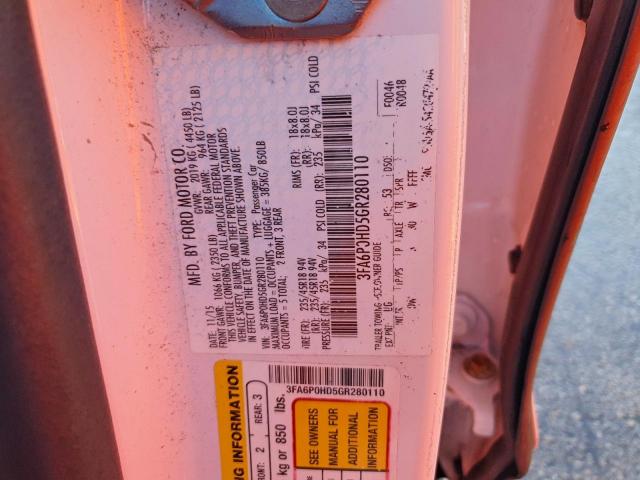 MFD. BY FORD MOTOR CO.
DATE: 11/15 GVWR: 2019 KG ( 4450 LB)
FRONT GAWR: 1066 KG ( 2350 LB) REAR GAWR: 964 KG ( 2125 LB)
THIS VEHICLE CONFORMS TO ALL APPLICABLE FEDERAL MOTOR
VEHICLE SAFETY, BUMPER, AND THEFT PREVENTION STANDARDS
IN EFFECT ON THE DATE OF MANUFACTURE SHOWN ABOVE.
VIN: 3FA6P0HD5GR280110 TYPE: Passenger Car
MAXIMUM LOAD = OCCUPANTS + LUGGAGE = 385KG / 850LB
OCCUPANTS = 5 TOTAL: 2 FRONT, 3 REAR
TIRE (FR): 235/45R18 94V RIMS (FR): 18x8.0J
(RR): 235/45R18 94V (RR): 18x8.0J
PRESSURE (FR): 235 kPa/ 34 PSI COLD (RR) 235 kPa/ 34 PSI COLD
3FA6P0HD5GR280110
TRAILER TOWING - OWNER GUIDE F0046
EXT PNT: UG RC: 53 DSO: R0048
TP/PS AXLE TR SPR
3FA6P0HD5GR280110
INFORMATION
FRONT: 2 REAR: 3
kg or 850 lbs.
SEE OWNERS
MANUAL FOR
ADDITIONAL
INFORMATION